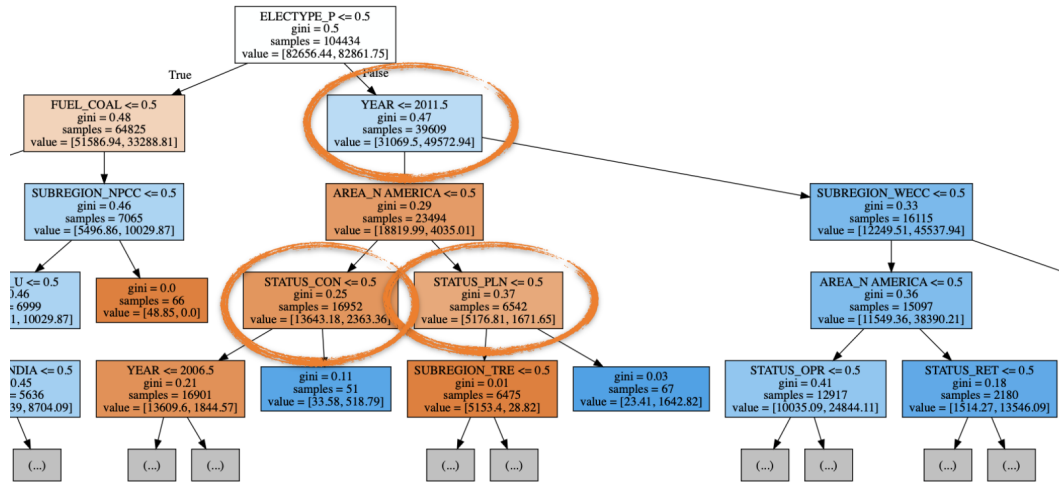 ELECTYPE_P <= 0.5
gini = 0.5
samples = 104434
value = [82656.44, 82861.75]
True
False
FUEL_COAL <= 0.5
gini = 0.48
samples = 64825
value = [51586.94, 33288.81]
YEAR <= 2011.5
gini = 0.47
samples = 39609
value = [31069.5, 49572.94]
SUBREGION_NPCC <= 0.5
gini = 0.46
samples = 7065
value = [5496.86, 10029.87]
AREA_N AMERICA <= 0.5
gini = 0.29
samples = 23494
value = [18819.99, 4035.01]
SUBREGION_WECC <= 0.5
gini = 0.33
samples = 16115
value = [12249.51, 45537.94]
_U <= 0.5
0.46
6999
1, 10029.87]
gini = 0.0
samples = 66
value = [48.85, 0.0]
STATUS_CON <= 0.5
gini = 0.25
samples = 16952
value = [13643.18, 2363.36]
STATUS_PLN <= 0.5
gini = 0.37
samples = 6542
value = [5176.81, 1671.65]
AREA_N AMERICA <= 0.5
gini = 0.36
samples = 15097
value = [11549.36, 38390.21]
NDIA <= 0.5
0.45
5636
39, 8704.09]
YEAR <= 2006.5
gini = 0.21
samples = 16901
value = [13609.6, 1844.57]
gini = 0.11
samples = 51
value = [33.58, 518.79]
SUBREGION_TRE <= 0.5
gini = 0.01
samples = 6475
value = [5153.4, 28.82]
gini = 0.03
samples = 67
value = [23.41, 1642.82]
STATUS_OPR <= 0.5
gini = 0.41
samples = 12917
value = [10035.09, 24844.11]
STATUS_RET <= 0.5
gini = 0.18
samples = 2180
value = [1514.27, 13546.09]
(...)
(...)
(...)
(...)
(...)
(...)
(...)
(...)
(...)